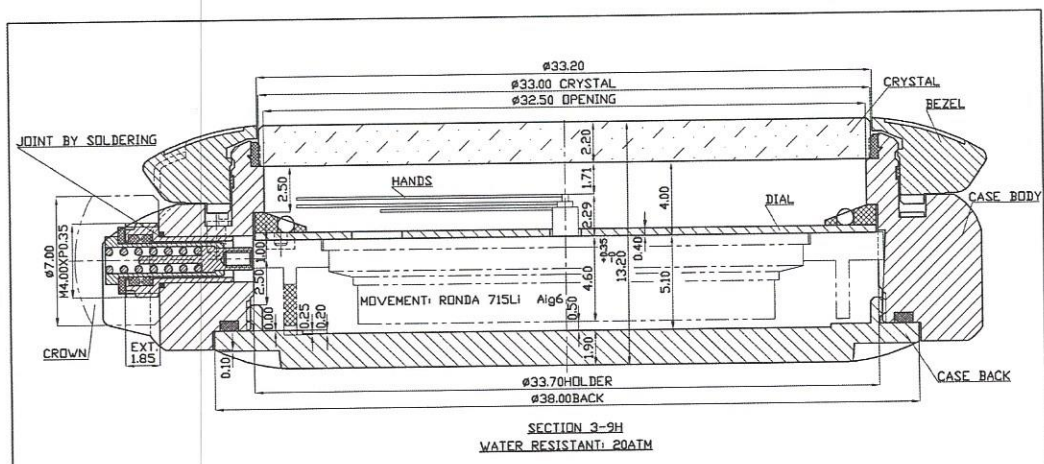 Ø33.20
Ø33.00 CRYSTAL
Ø32.50 OPENING
CRYSTAL
BEZEL
JOINT BY SOLDERING
HANDS
DIAL
CASE BODY
2.20
1.71
2.50
2.29
4.00
0.40
Ø7.00
M4.00XP0.35
1.00
2.50
0.00
0.25
0.20
4.60
+0.35
-0
13.20
5.10
0.50
1.90
MOVEMENT: RONDA 715Li Aig6
CROWN
EXT.
1.85
0.10
Ø33.70HOLDER
Ø38.00BACK
CASE BACK
SECTION 3-9H
WATER RESISTANT: 20ATM